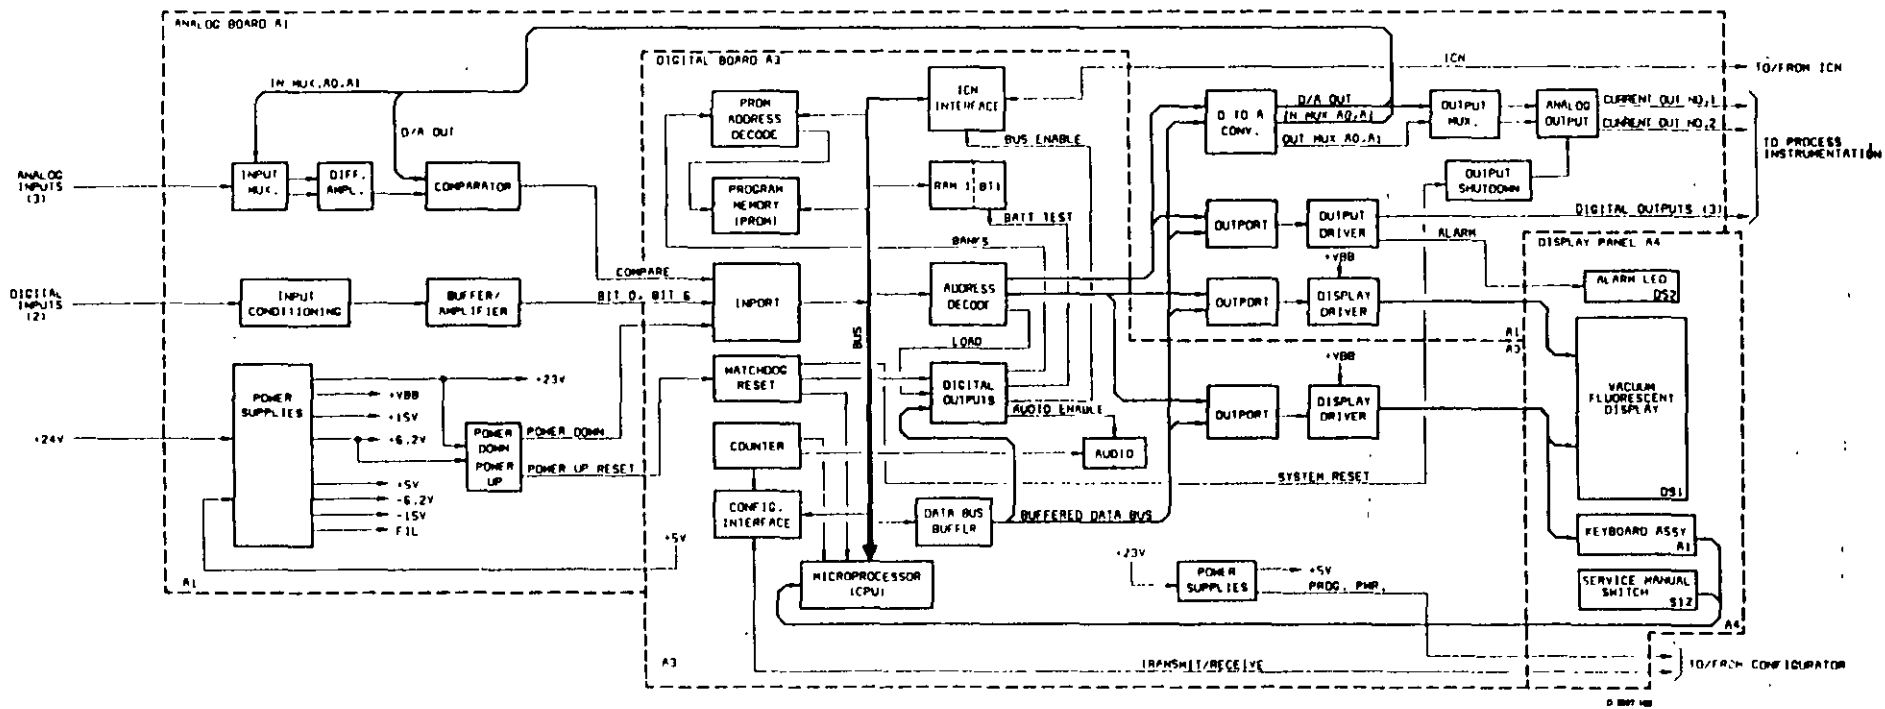 ANALOG BOARD A1
DIGITAL BOARD A3
ICN
TO/FROM ICN
IN MUX.A0.A1
D/A OUT
PROM
ADDRESS
DECODE
ICN
INTERFACE
BUS ENABLE
D TO A
CONV.
D/A OUT
IN MUX A0,A1
OUT MUX A0,A1
OUTPUT
MUX.
ANALOG
OUTPUT
CURRENT OUT NO.1
CURRENT OUT NO.2
TO PROCESS
INSTRUMENTATION
ANALOG
INPUTS
(3)
INPUT
MUX.
DIFF.
AMPL.
COMPARATOR
PROGRAM
MEMORY
(PROM)
RAM 1
BT1
BATT TEST
OUTPUT
SHUTDOWN
BANKS
OUTPORT
OUTPUT
DRIVER
DIGITAL OUTPUTS (3)
ALARM
DISPLAY PANEL A4
COMPARE
DIGITAL
INPUTS
(2)
INPUT
CONDITIONING
BUFFER/
AMPLIFIER
BIT 0, BIT 6
INPORT
ADDRESS
DECODE
+VBB
OUTPORT
DISPLAY
DRIVER
ALARM LED
DS2
BUS
LOAD
A1
A3
+24V
POWER
SUPPLIES
+23V
+VBB
+15V
+6.2V
+5V
-6.2V
-15V
FIL
POWER
DOWN
POWER
UP
POWER DOWN
POWER UP RESET
WATCHDOG
RESET
DIGITAL
OUTPUTS
AUDIO ENABLE
AUDIO
+VBB
OUTPORT
DISPLAY
DRIVER
VACUUM
FLUORESCENT
DISPLAY
DS1
COUNTER
SYSTEM RESET
CONFIG.
INTERFACE
DATA BUS
BUFFER
BUFFERED DATA BUS
+5V
KEYBOARD ASSY
A1
MICROPROCESSOR
(CPU)
+23V
POWER
SUPPLIES
+5V
PROG. PWR.
SERVICE MANUAL
SWITCH
S12
A1
A4
A3
TRANSMIT/RECEIVE
TO/FROM CONFIGURATOR